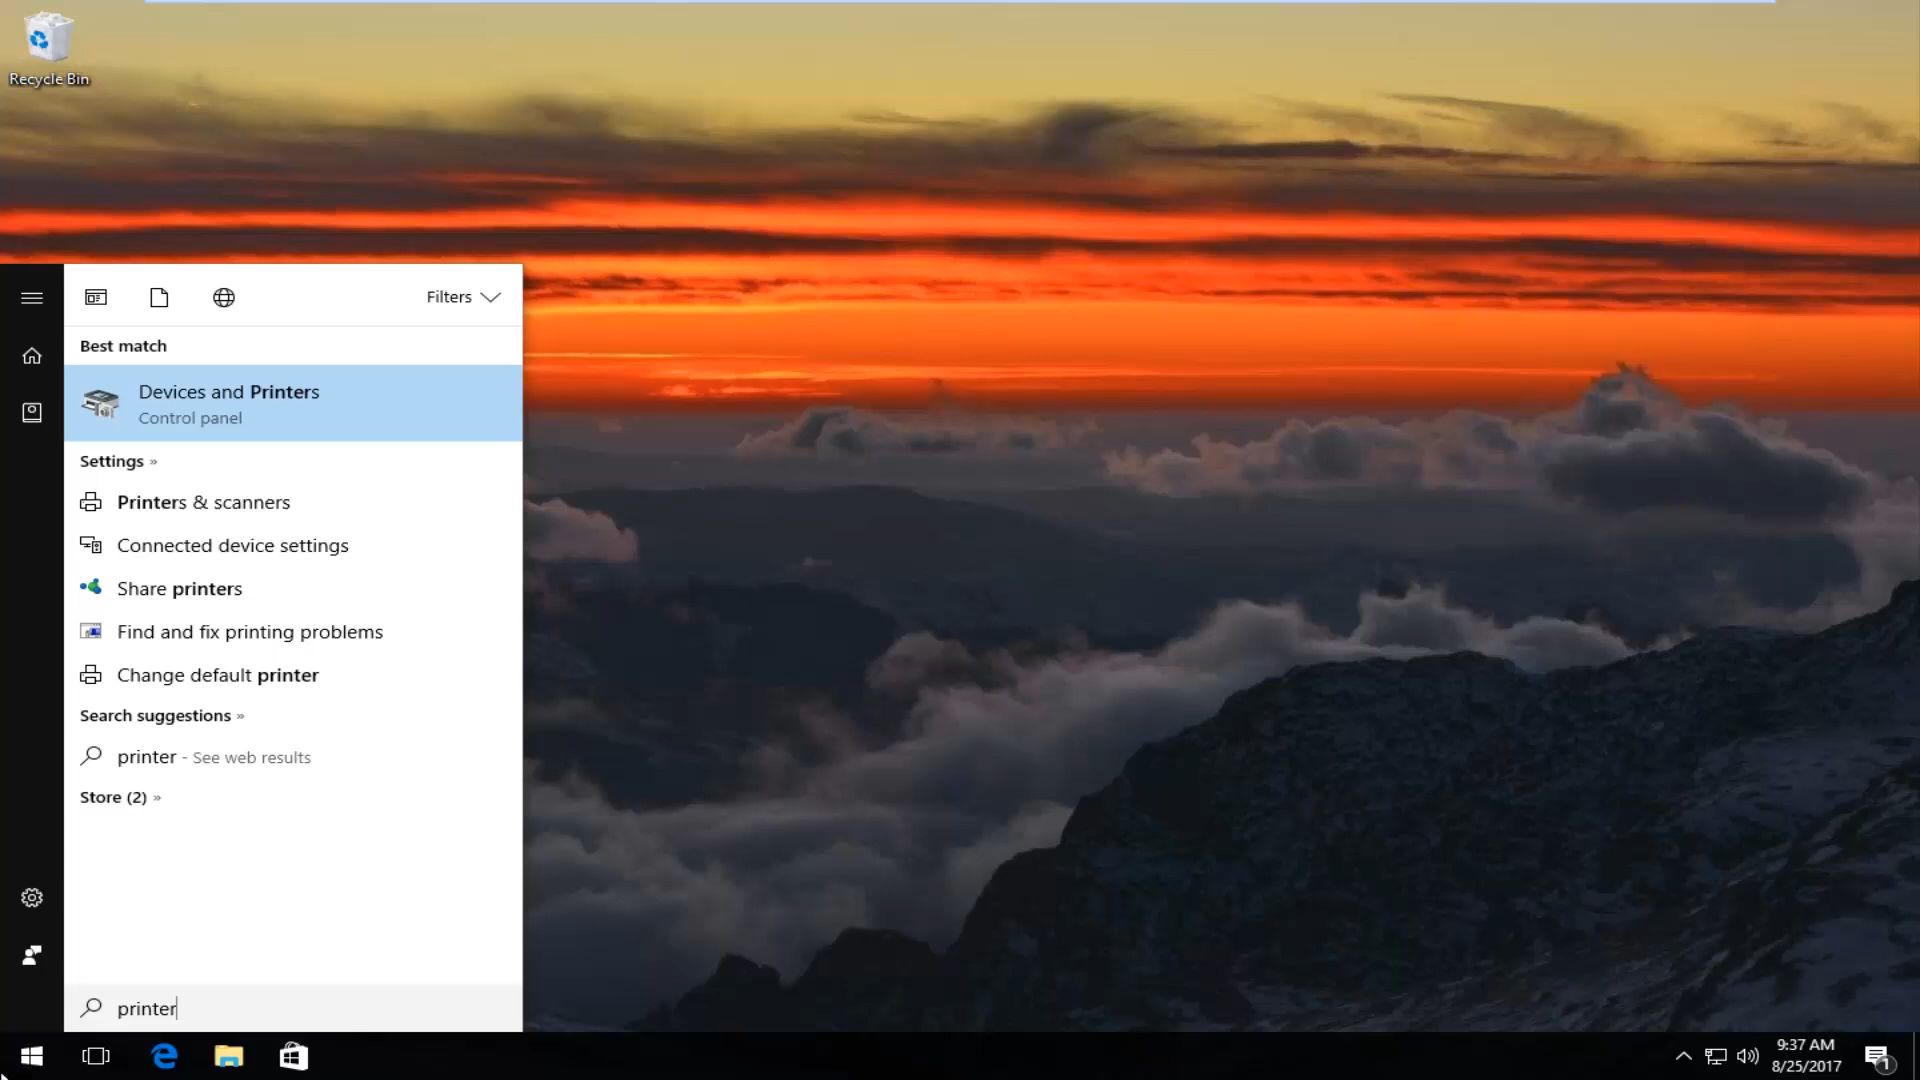 Recycle Bin
Filters
Best match
Devices and Printers
Control panel
Settings »
Printers & scanners
Connected device settings
Share printers
Find and fix printing problems
Change default printer
Search suggestions »
printer - See web results
Store (2) »
printer
9:37 AM
8/25/2017
1